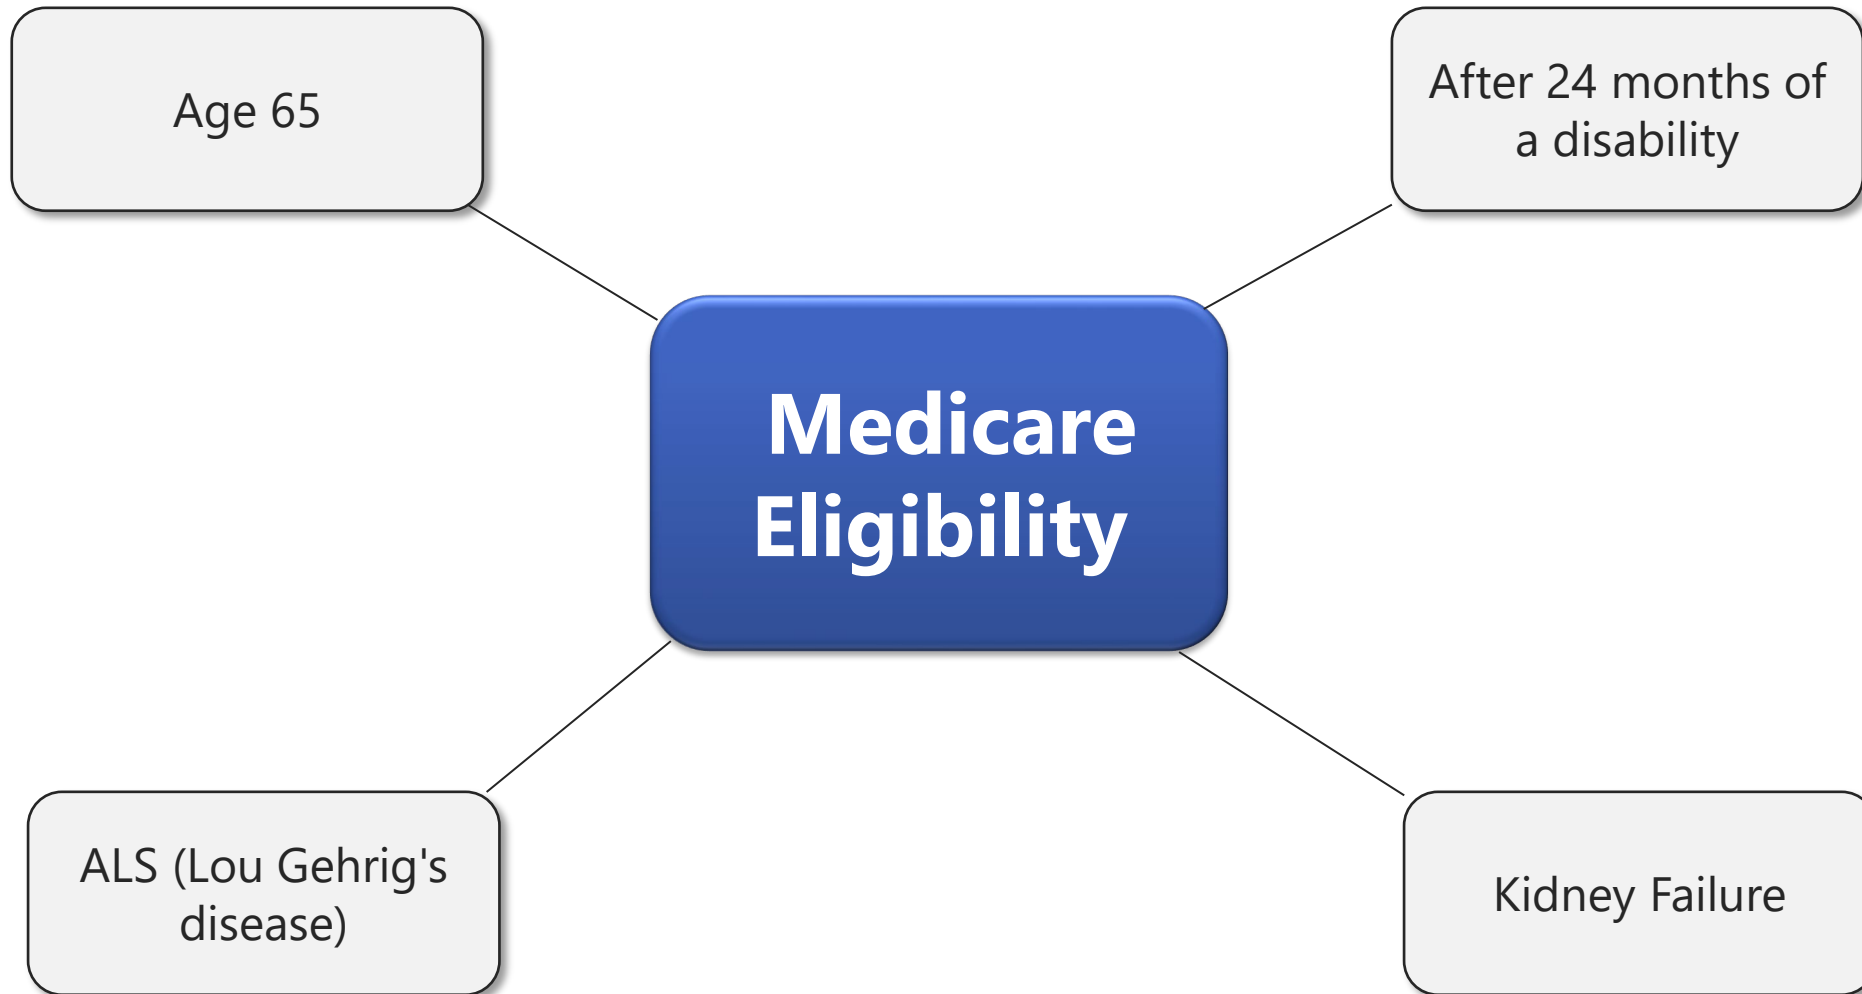 Age 65
After 24 months of
a disability
Medicare
Eligibility
ALS (Lou Gehrig's
disease)
Kidney Failure